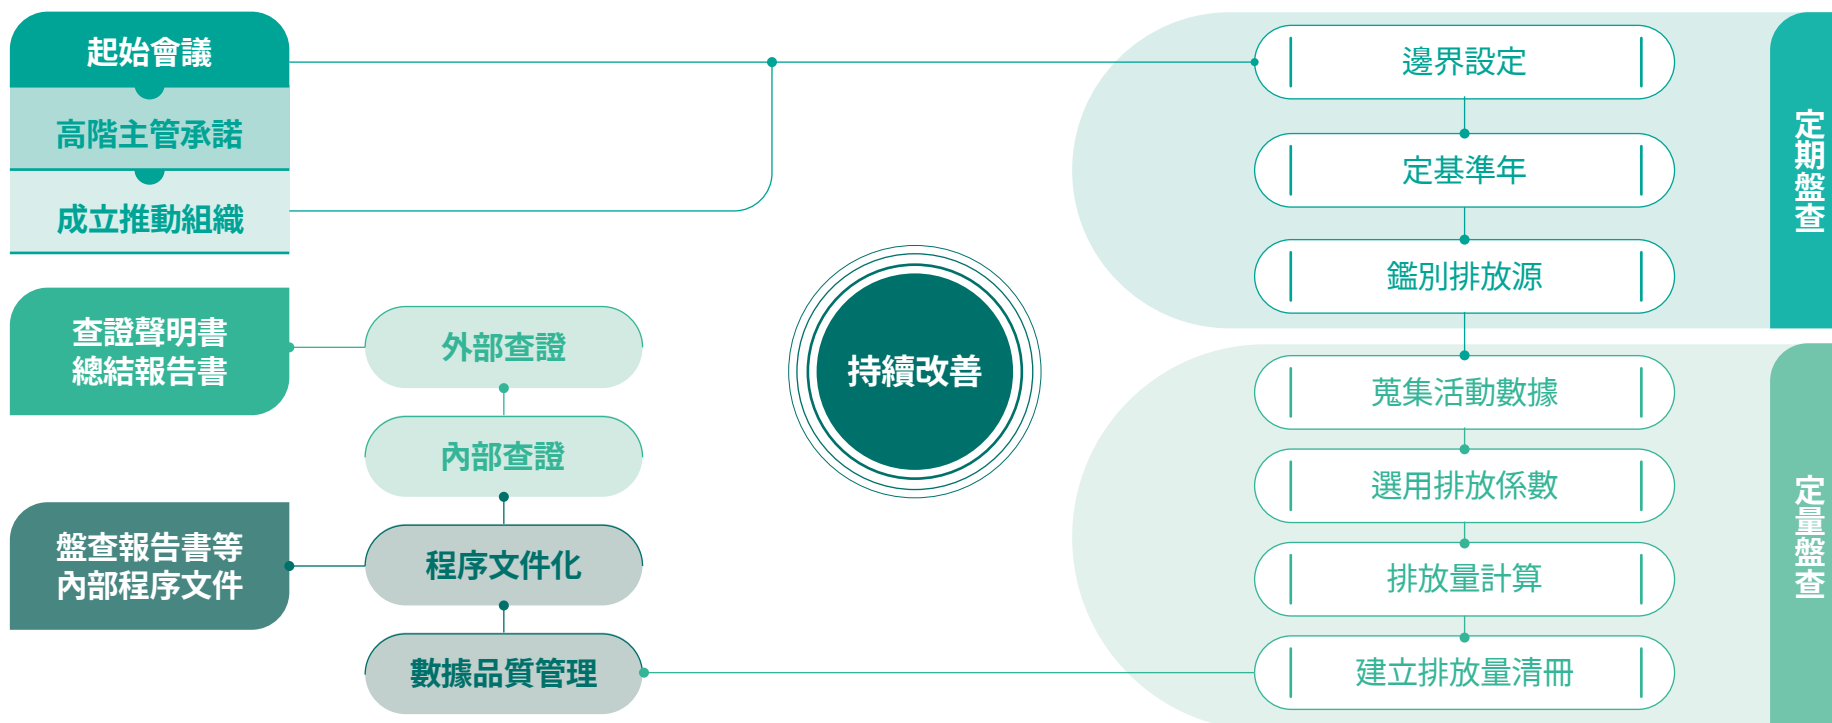 起始會議
高階主管承諾
成立推動組織
邊界設定
定基準年
鑑別排放源
定期盤查
持續改善
查證聲明書
總結報告書
外部查證
內部查證
盤查報告書等
內部程序文件
程序文件化
數據品質管理
蒐集活動數據
選用排放係數
排放量計算
建立排放量清冊
定量盤查